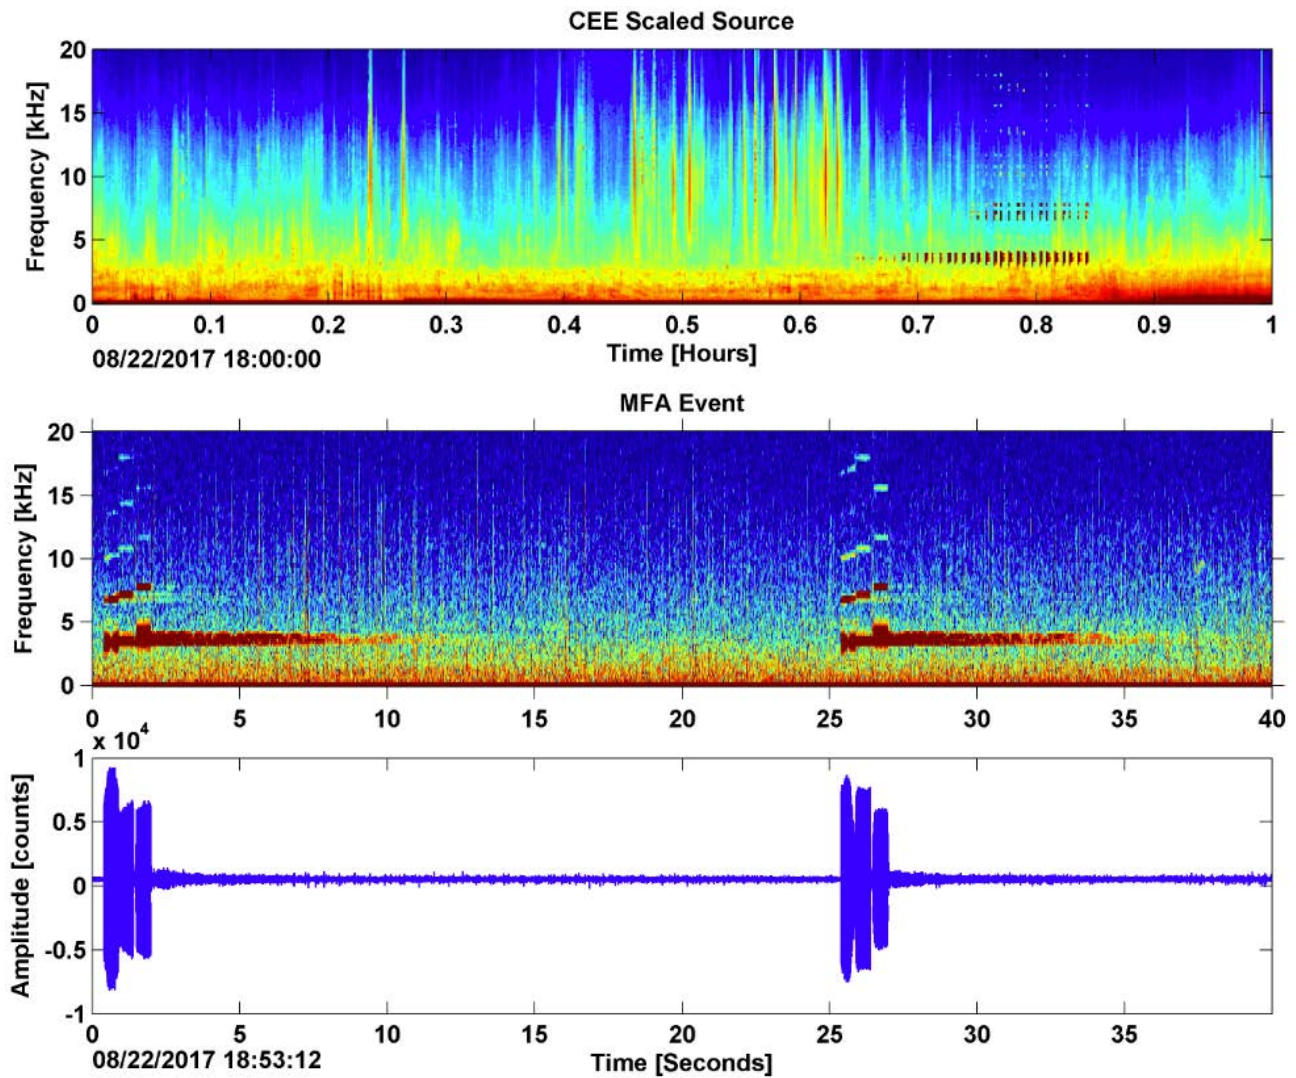 CEE Scaled Source
20
15
10
5
0
Frequency [kHz]
0 0.1 0.2 0.3 0.4 0.5 0.6 0.7 0.8 0.9 1
08/22/2017 18:00:00
Time [Hours]
MFA Event
20
15
10
5
0
Frequency [kHz]
0 5 10 15 20 25 30 35 40
x 10⁴
1
0.5
0
-0.5
-1
Amplitude [counts]
0 5 10 15 20 25 30 35
08/22/2017 18:53:12
Time [Seconds]